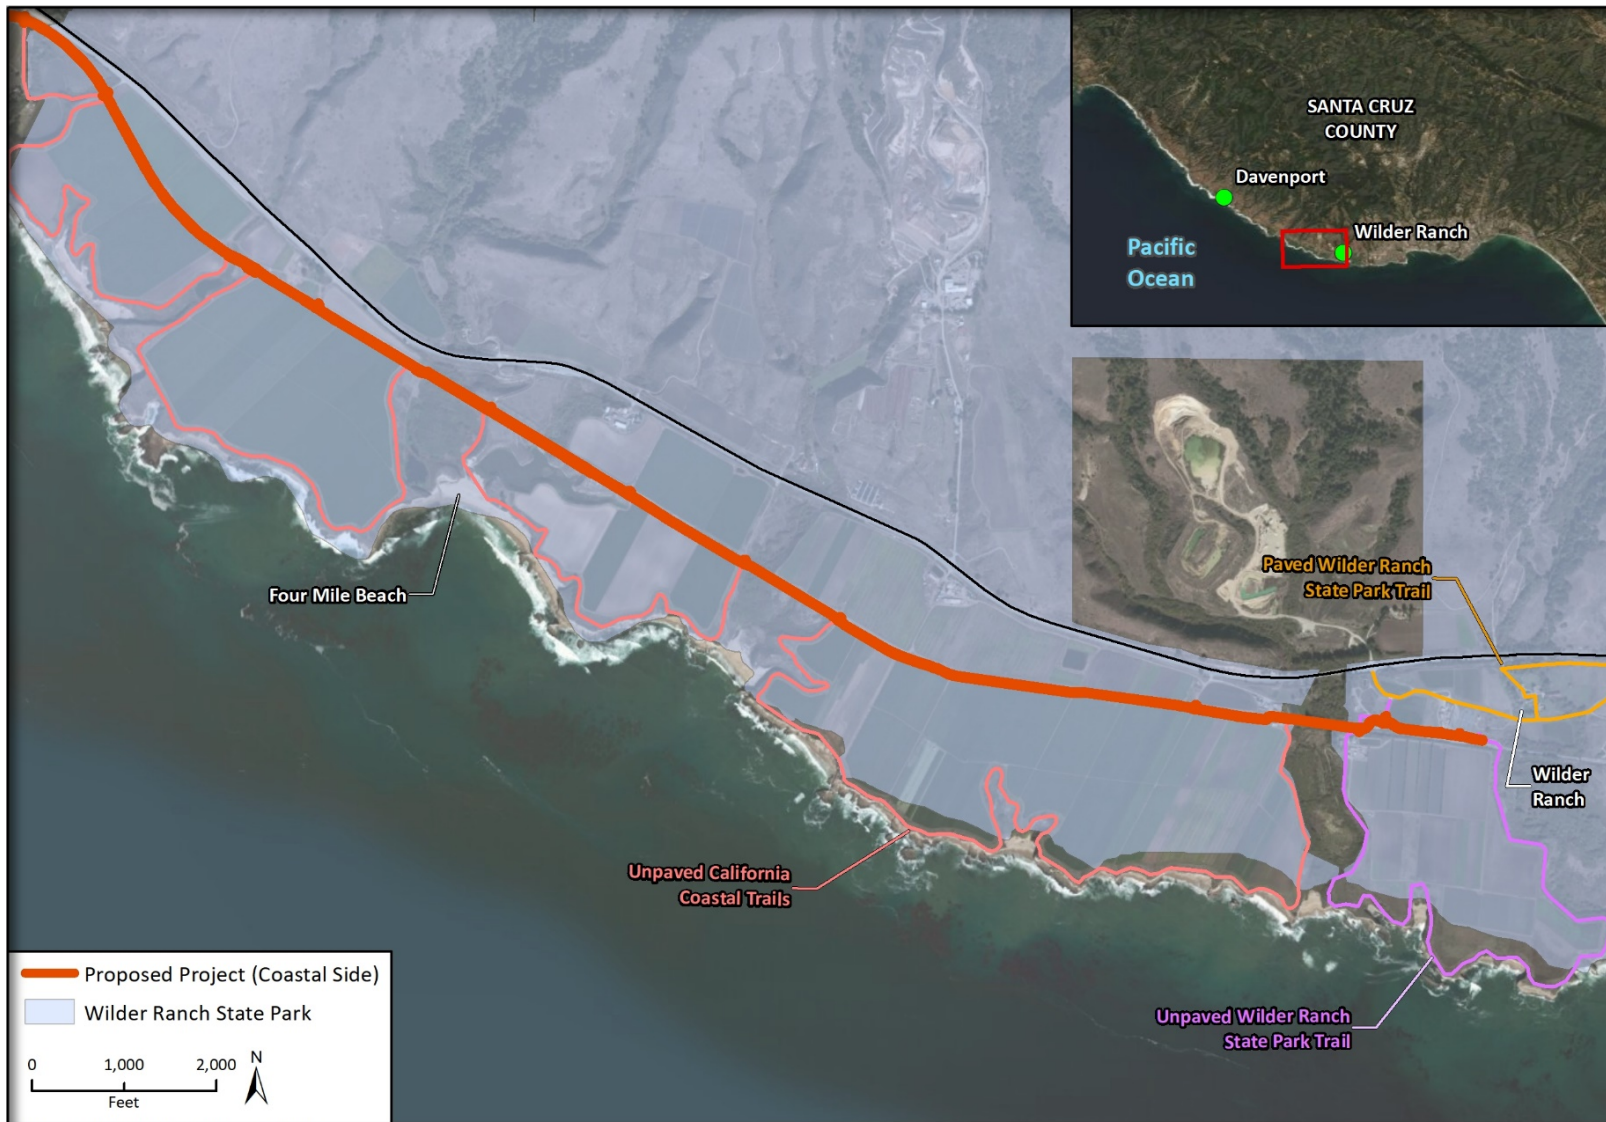 SANTA CRUZ
COUNTY
Davenport
Wilder Ranch
Pacific
Ocean
Paved Wilder Ranch
State Park Trail
Four Mile Beach
Wilder
Ranch
Unpaved California
Coastal Trails
Unpaved Wilder Ranch
State Park Trail
Proposed Project (Coastal Side)
Wilder Ranch State Park
0 1,000 2,000
Feet
N